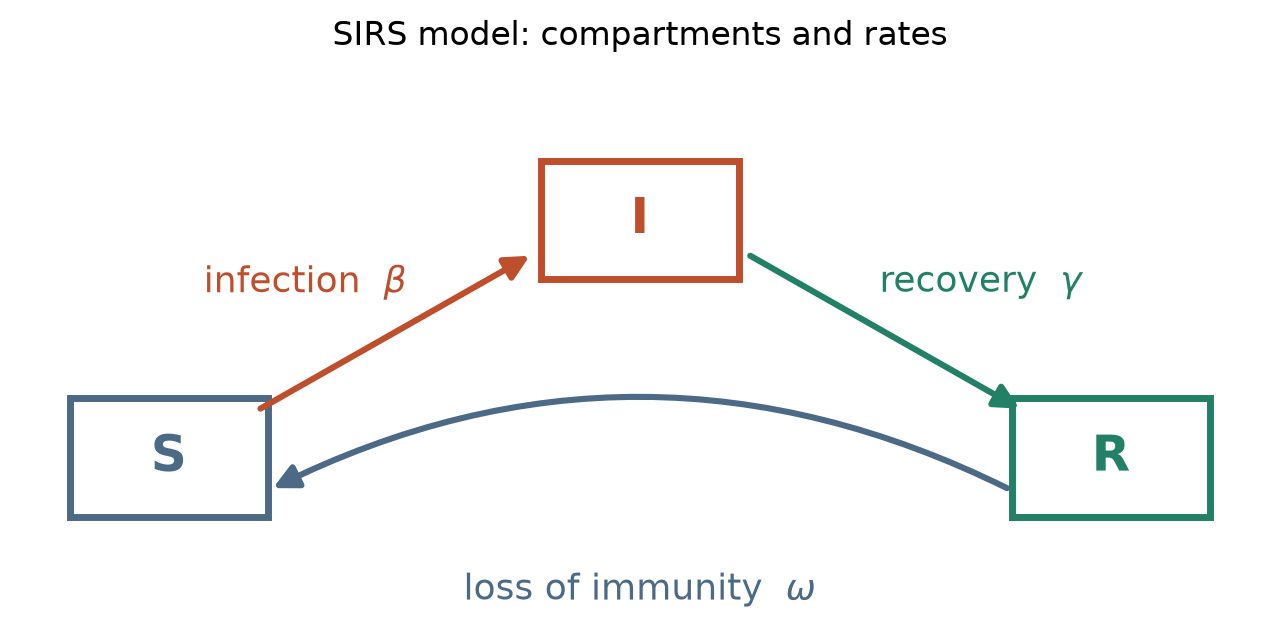 SIRS model: compartments and rates
I
infection β
recovery γ
S
R
loss of immunity ω